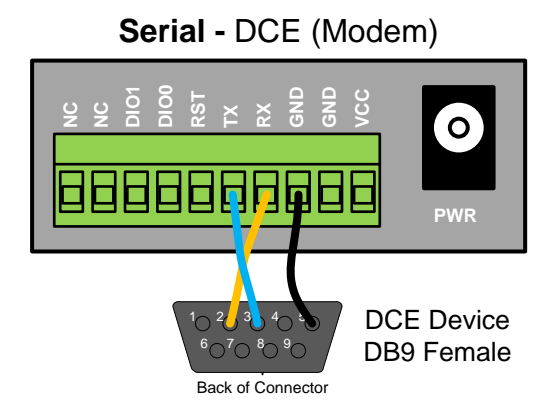 Serial - DCE (Modem)
NC NC DIO1 DIO0 RST TX RX GND GND VCC
PWR
1 2 3 4 5
6 7 8 9
DCE Device
DB9 Female
Back of Connector